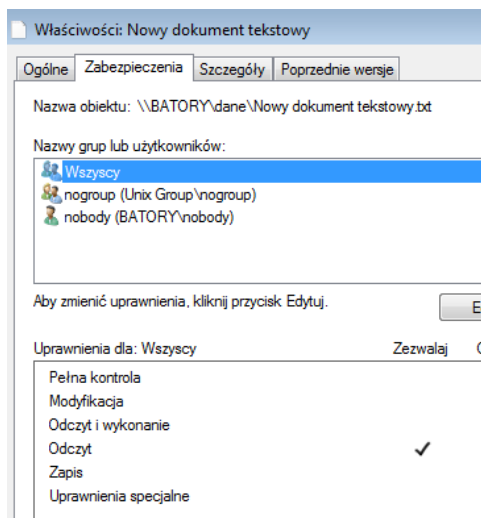 Właściwości: Nowy dokument tekstowy
Ogólne Zabezpieczenia Szczegóły Poprzednie wersje
Nazwa obiektu: \\BATORY\dane\Nowy dokument tekstowy.txt
Nazwy grup lub użytkowników:
Wszyscy
nogroup (Unix Group\nogroup)
nobody (BATORY\nobody)
Aby zmienić uprawnienia, kliknij przycisk Edytuj.
Uprawnienia dla: Wszyscy Zezwalaj
Pełna kontrola
Modyfikacja
Odczyt i wykonanie
Odczyt
Zapis
Uprawnienia specjalne